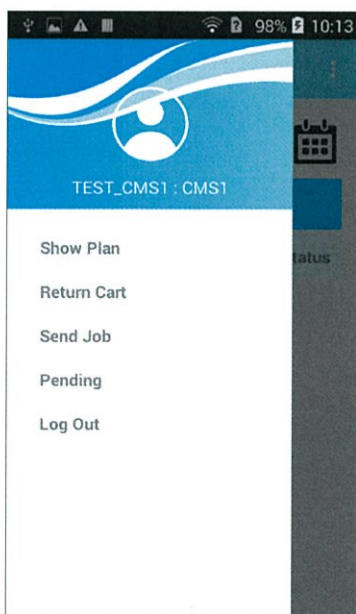 98% 10:13
TEST_CMS1 : CMS1
tatus
Show Plan
Return Cart
Send Job
Pending
Log Out